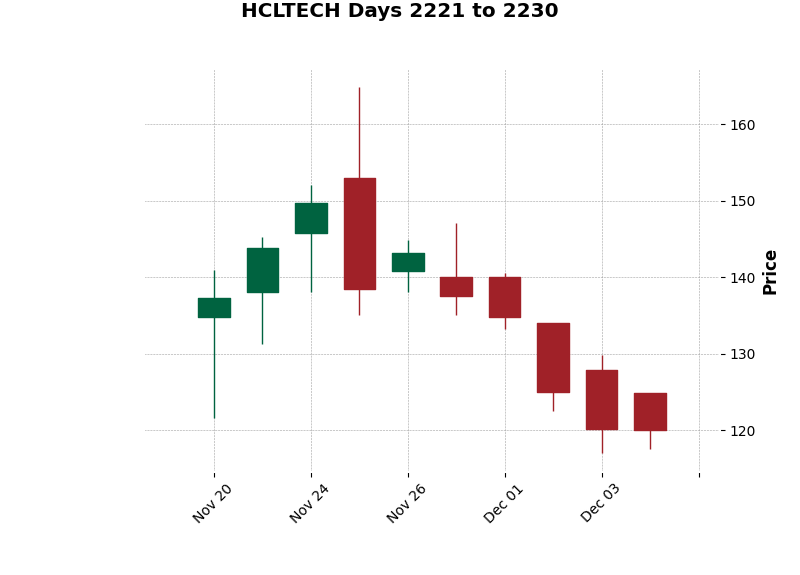 HCLTECH Days 2221 to 2230
160
150
140
130
120
Price
Nov 20
Nov 24
Nov 26
Dec 01
Dec 03